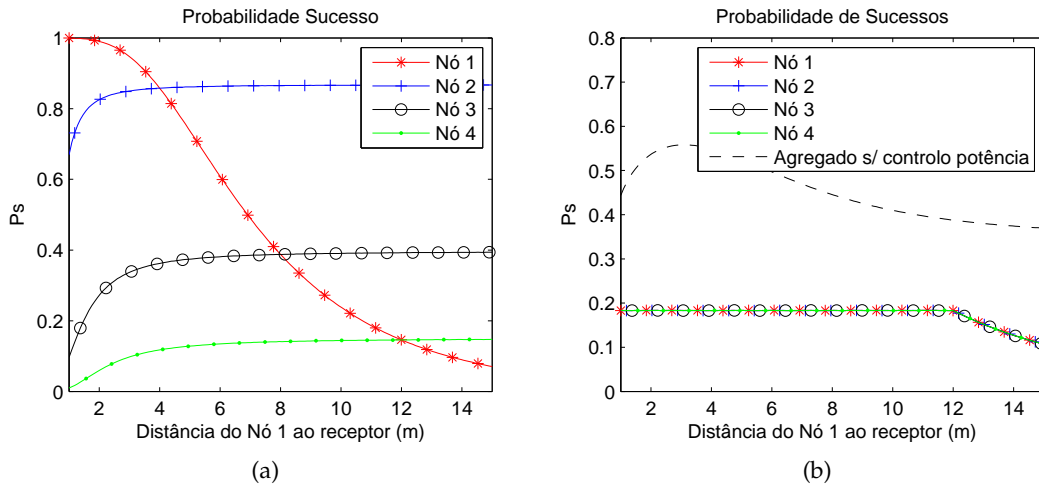 Probabilidade Sucesso
1
0.8
0.6
0.4
0.2
0
Ps
2 4 6 8 10 12 14
Distância do Nó 1 ao receptor (m)
Nó 1
Nó 2
Nó 3
Nó 4
(a)
Probabilidade de Sucessos
0.8
0.7
0.6
0.5
0.4
0.3
0.2
0.1
0
Ps
2 4 6 8 10 12 14
Distância do Nó 1 ao receptor (m)
Nó 1
Nó 2
Nó 3
Nó 4
Agregado s/ controlo potência
(b)